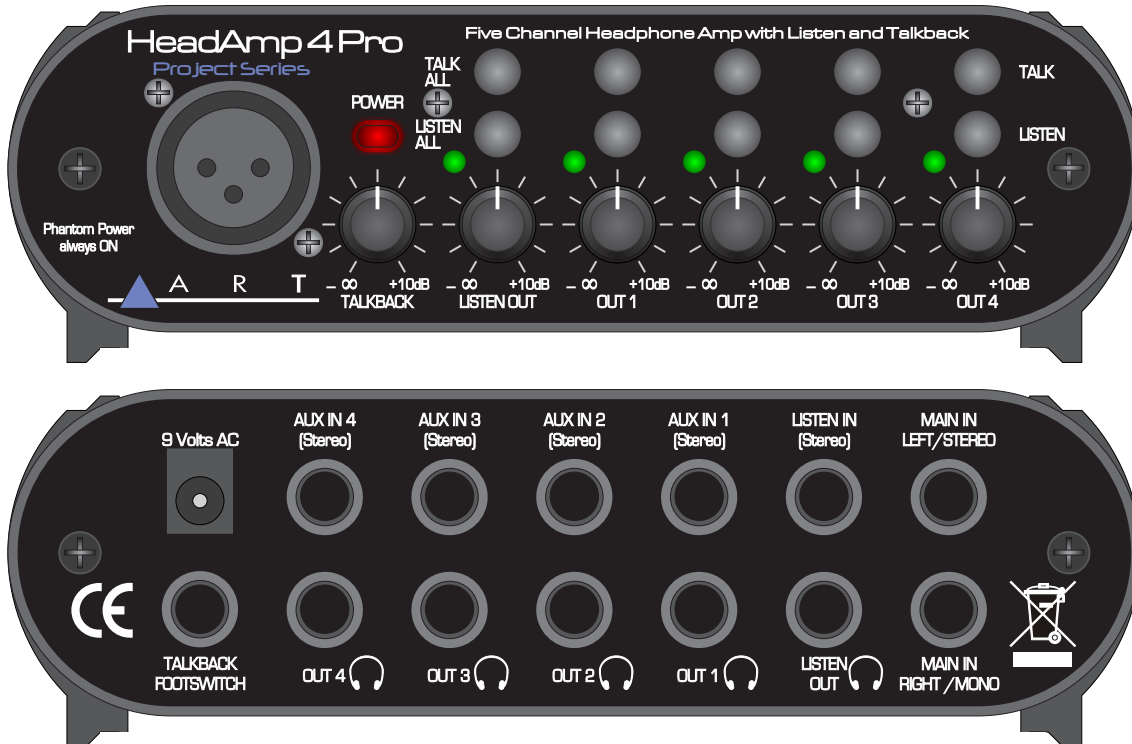 HeadAmp 4 Pro
Five Channel Headphone Amp with Listen and Talkback
Project Series
TALK
ALL
TALK
POWER
LISTEN
ALL
LISTEN
Phantom Power
always ON
A R T
- ∞ +10dB - ∞ +10dB - ∞ +10dB - ∞ +10dB - ∞ +10dB - ∞ +10dB
TALKBACK LISTEN OUT OUT 1 OUT 2 OUT 3 OUT 4
9 Volts AC
AUX IN 4
(Stereo)
AUX IN 3
(Stereo)
AUX IN 2
(Stereo)
AUX IN 1
(Stereo)
LISTEN IN
(Stereo)
MAIN IN
LEFT/STEREO
CE
TALKBACK
FOOTSWITCH
OUT 4
OUT 3
OUT 2
OUT 1
LISTEN
OUT
MAIN IN
RIGHT /MONO